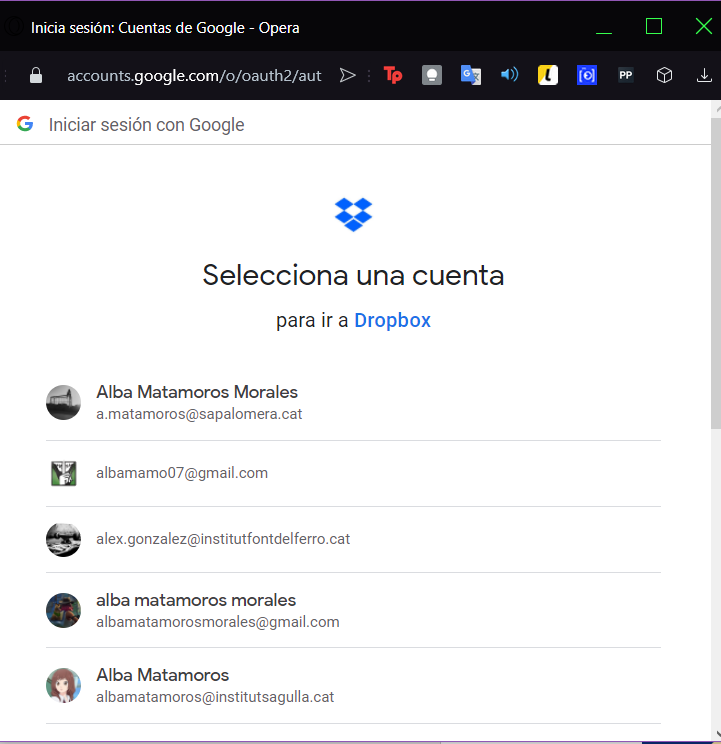 Inicia sesión: Cuentas de Google - Opera
accounts.google.com/o/oauth2/aut
Tp
PP
Iniciar sesión con Google
Selecciona una cuenta
para ir a Dropbox
Alba Matamoros Morales
a.matamoros@sapalomera.cat
albamamo07@gmail.com
alex.gonzalez@institutfontdelferro.cat
alba matamoros morales
albamatamorosmorales@gmail.com
Alba Matamoros
albamatamoros@institutsagulla.cat